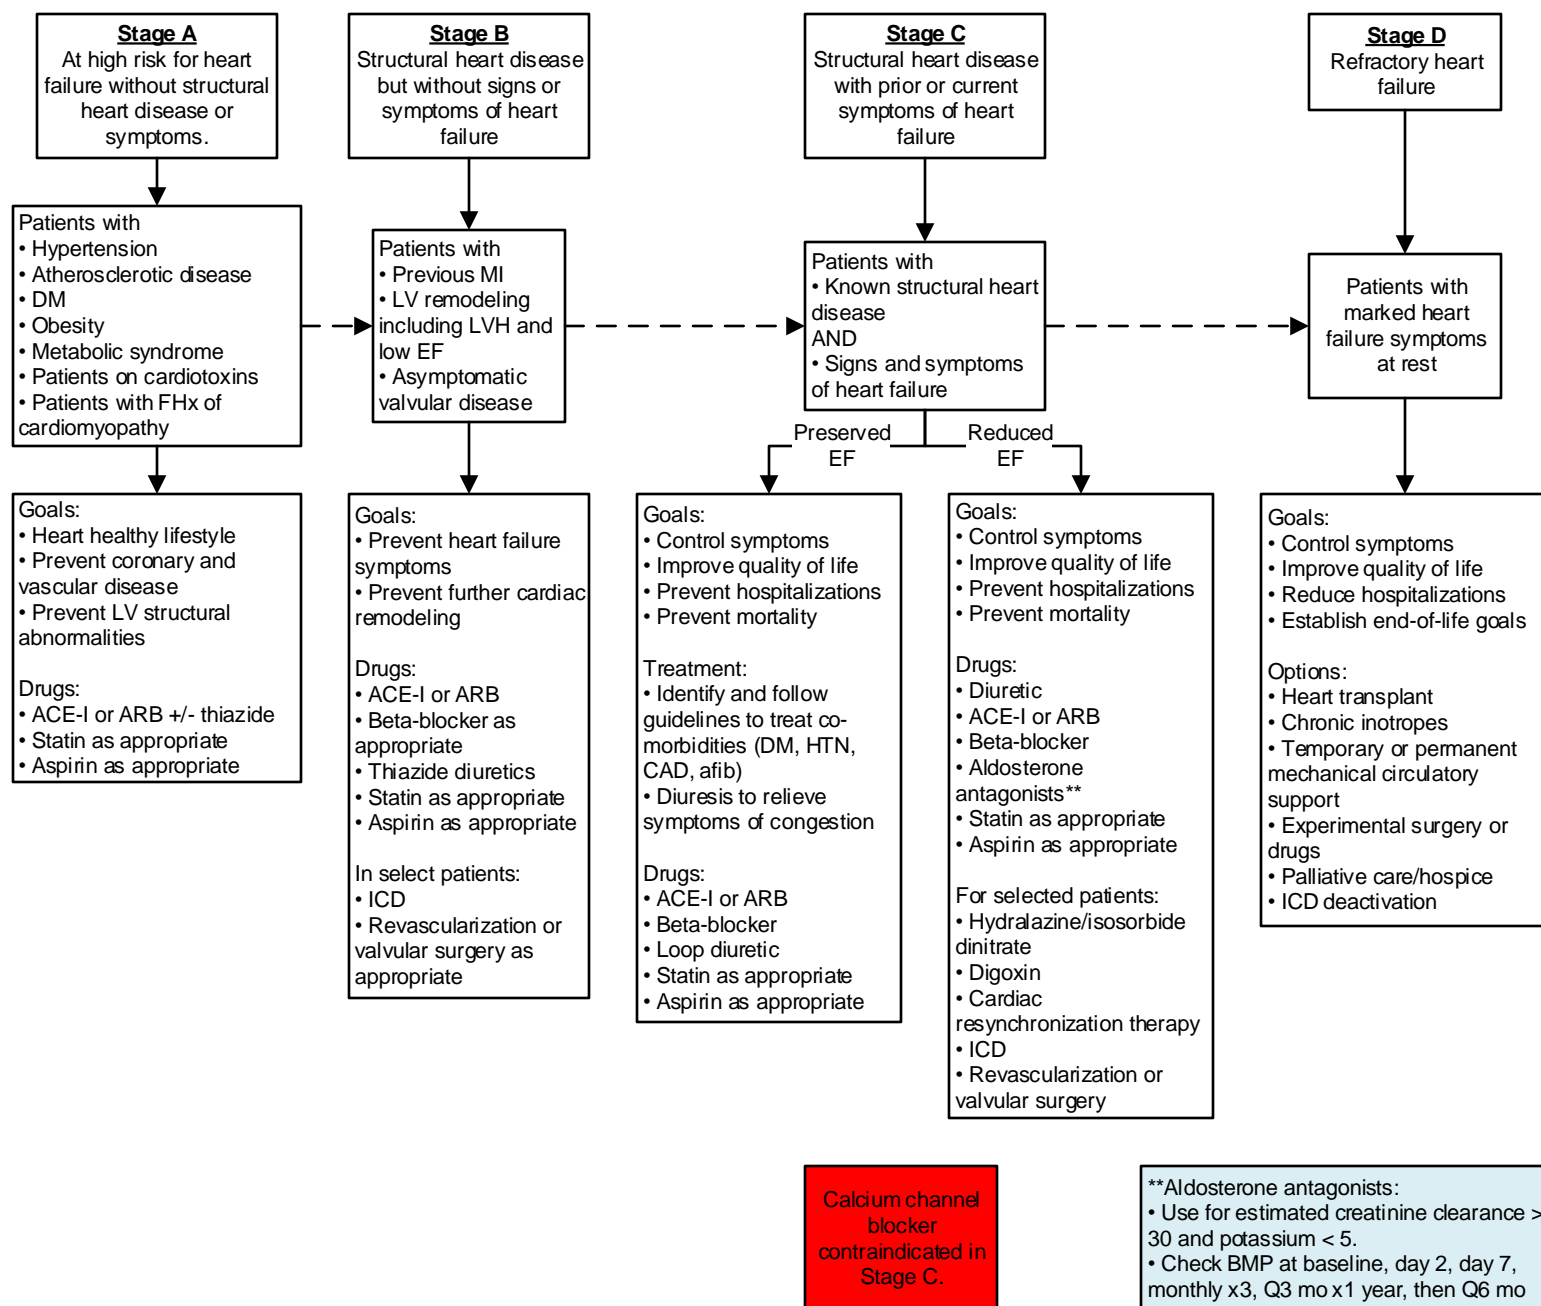 Stage A
At high risk for heart
failure without structural
heart disease or
symptoms.
Stage B
Structural heart disease
but without signs or
symptoms of heart
failure
Stage C
Structural heart disease
with prior or current
symptoms of heart
failure
Stage D
Refractory heart
failure
Patients with
• Hypertension
• Atherosclerotic disease
• DM
• Obesity
• Metabolic syndrome
• Patients on cardiotoxins
• Patients with FHx of
cardiomyopathy
Patients with
• Previous MI
• LV remodeling
including LVH and
low EF
• Asymptomatic
valvular disease
Patients with
• Known structural heart
disease
AND
• Signs and symptoms
of heart failure
Patients with
marked heart
failure symptoms
at rest
Preserved
EF
Reduced
EF
Goals:
• Heart healthy lifestyle
• Prevent coronary and
vascular disease
• Prevent LV structural
abnormalities
Drugs:
• ACE-I or ARB +/- thiazide
• Statin as appropriate
• Aspirin as appropriate
Goals:
• Prevent heart failure
symptoms
• Prevent further cardiac
remodeling
Drugs:
• ACE-I or ARB
• Beta-blocker as
appropriate
• Thiazide diuretics
• Statin as appropriate
• Aspirin as appropriate
In select patients:
• ICD
• Revascularization or
valvular surgery as
appropriate
Goals:
• Control symptoms
• Improve quality of life
• Prevent hospitalizations
• Prevent mortality
Treatment:
• Identify and follow
guidelines to treat co-
morbidities (DM, HTN,
CAD, afib)
• Diuresis to relieve
symptoms of congestion
Drugs:
• ACE-I or ARB
• Beta-blocker
• Loop diuretic
• Statin as appropriate
• Aspirin as appropriate
Goals:
• Control symptoms
• Improve quality of life
• Prevent hospitalizations
• Prevent mortality
Drugs:
• Diuretic
• ACE-I or ARB
• Beta-blocker
• Aldosterone
antagonists**
• Statin as appropriate
• Aspirin as appropriate
For selected patients:
• Hydralazine/isosorbide
dinitrate
• Digoxin
• Cardiac
resynchronization therapy
• ICD
• Revascularization or
valvular surgery
Goals:
• Control symptoms
• Improve quality of life
• Reduce hospitalizations
• Establish end-of-life goals
Options:
• Heart transplant
• Chronic inotropes
• Temporary or permanent
mechanical circulatory
support
• Experimental surgery or
drugs
• Palliative care/hospice
• ICD deactivation
Calcium channel
blocker
contraindicated in
Stage C.
**Aldosterone antagonists:
• Use for estimated creatinine clearance >
30 and potassium < 5.
• Check BMP at baseline, day 2, day 7,
monthly x3, Q3 mo x1 year, then Q6 mo